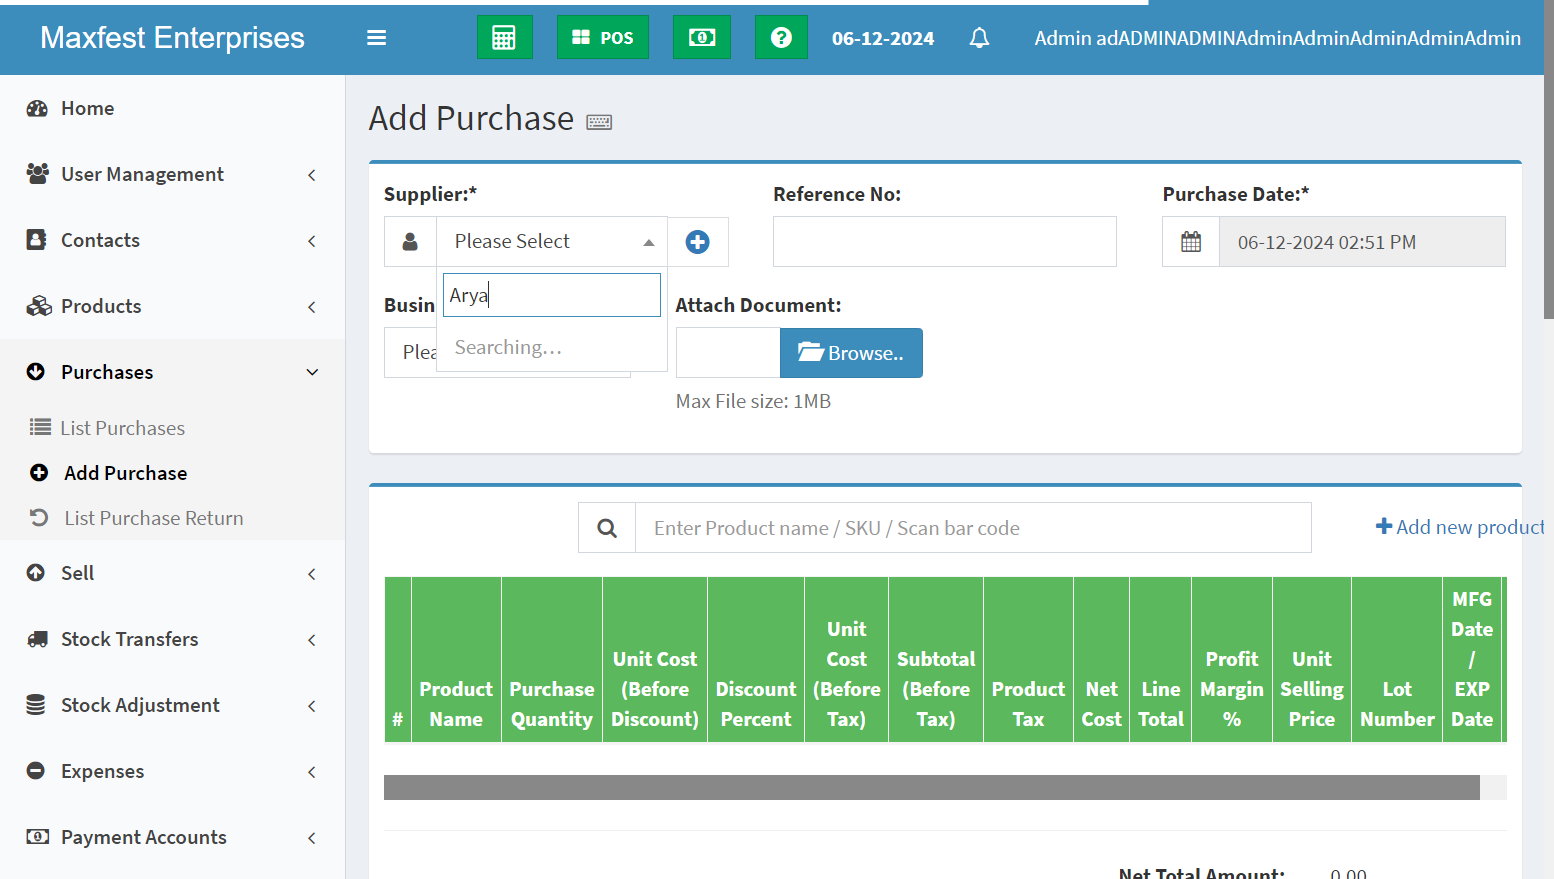 Maxfest Enterprises
POS
06-12-2024
Admin adADMINADMINAdminAdminAdminAdminAdmin
Home
User Management
Contacts
Products
Purchases
List Purchases
Add Purchase
List Purchase Return
Sell
Stock Transfers
Stock Adjustment
Expenses
Payment Accounts
Add Purchase
Supplier:*
Please Select
Arya
Searching…
Reference No:
Purchase Date:*
06-12-2024 02:51 PM
Busin
Plea
Attach Document:
Browse..
Max File size: 1MB
Enter Product name / SKU / Scan bar code
Add new product
#
Product
Name
Purchase
Quantity
Unit Cost
(Before
Discount)
Discount
Percent
Unit
Cost
(Before
Tax)
Subtotal
(Before
Tax)
Product
Tax
Net
Cost
Line
Total
Profit
Margin
%
Unit
Selling
Price
Lot
Number
MFG
Date
/
EXP
Date
Net Total Amount: 0.00